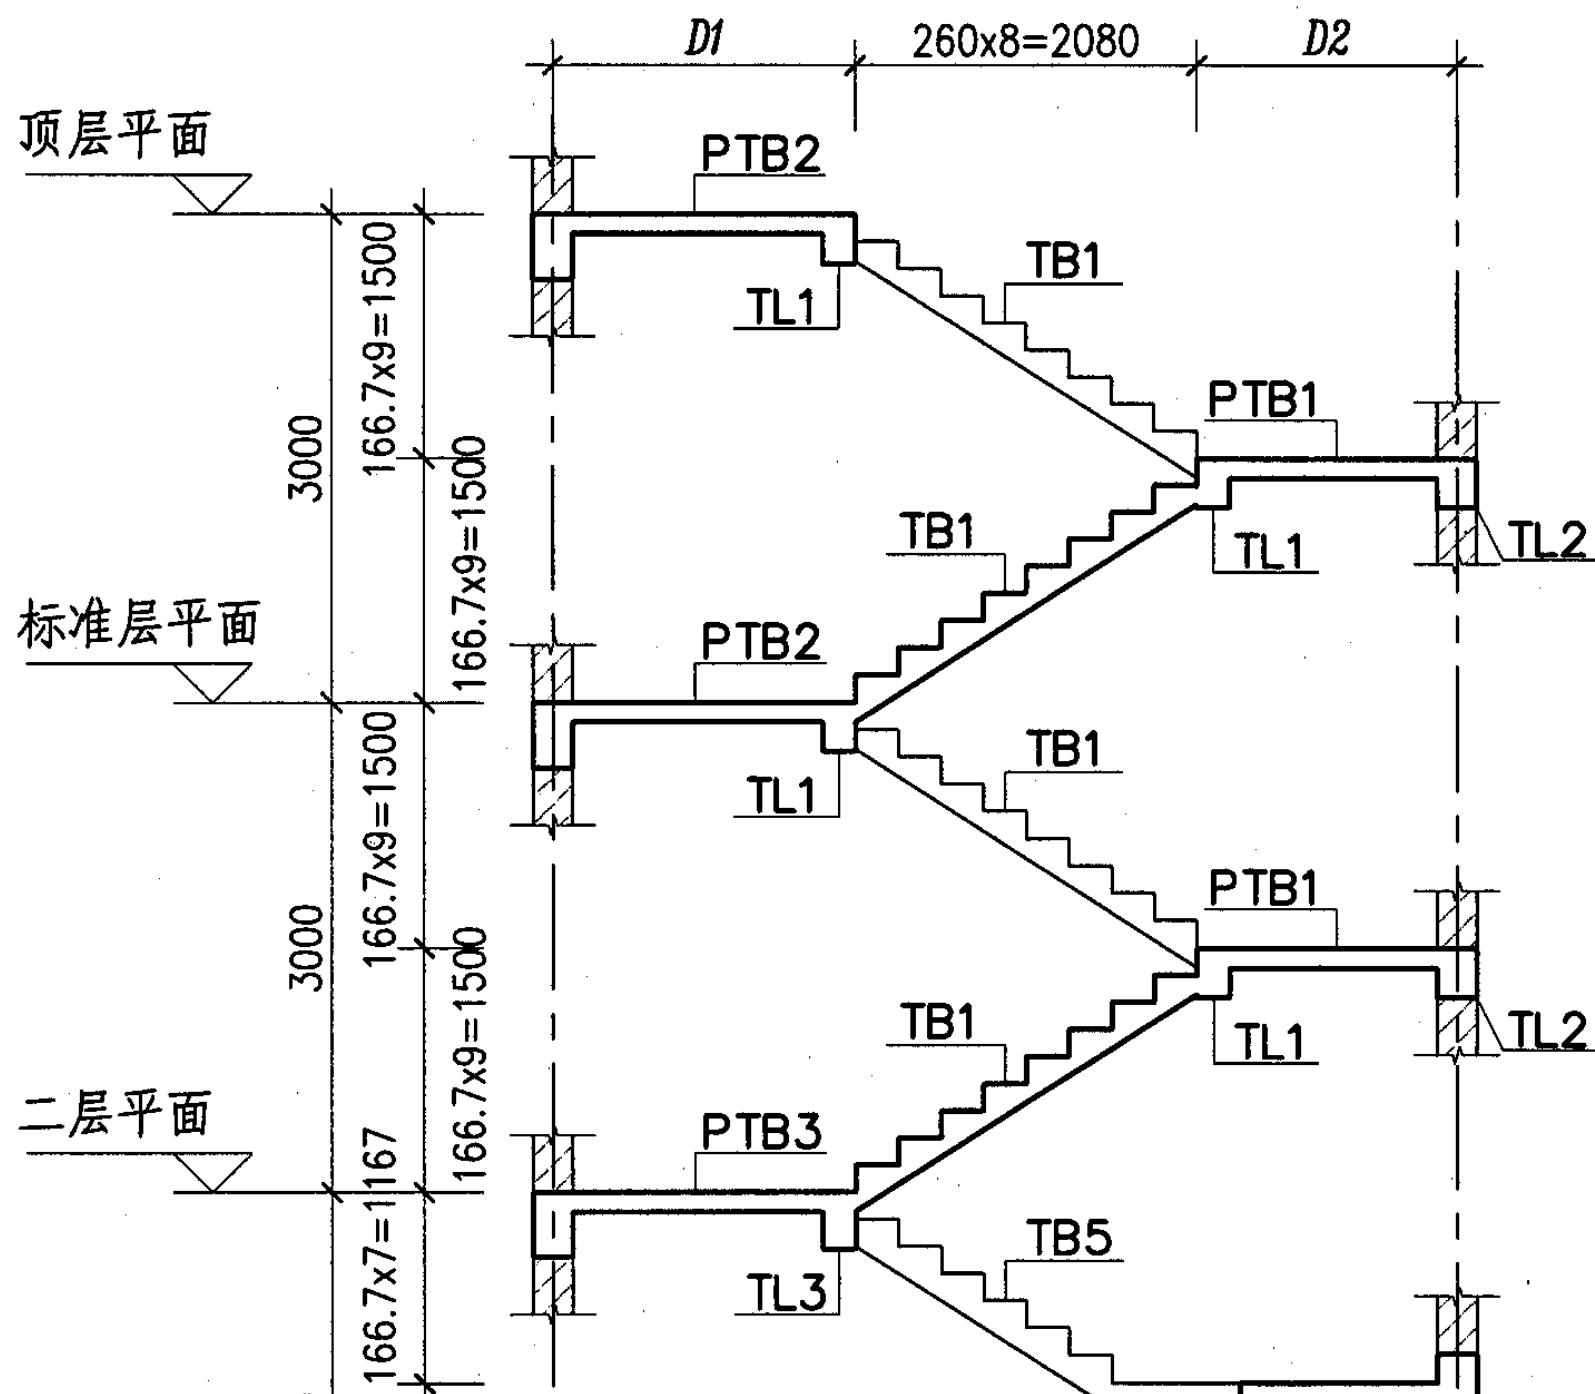 D1
260x8=2080
D2
顶层平面
PTB2
166.7x9=1500
TB1
TL1
PTB1
3000
166.7x9=1500
TB1
TL1
TL2
标准层平面
PTB2
166.7x9=1500
TB1
TL1
PTB1
3000
166.7x9=1500
TB1
TL1
TL2
二层平面
PTB3
166.7x7=1167
TB5
TL3